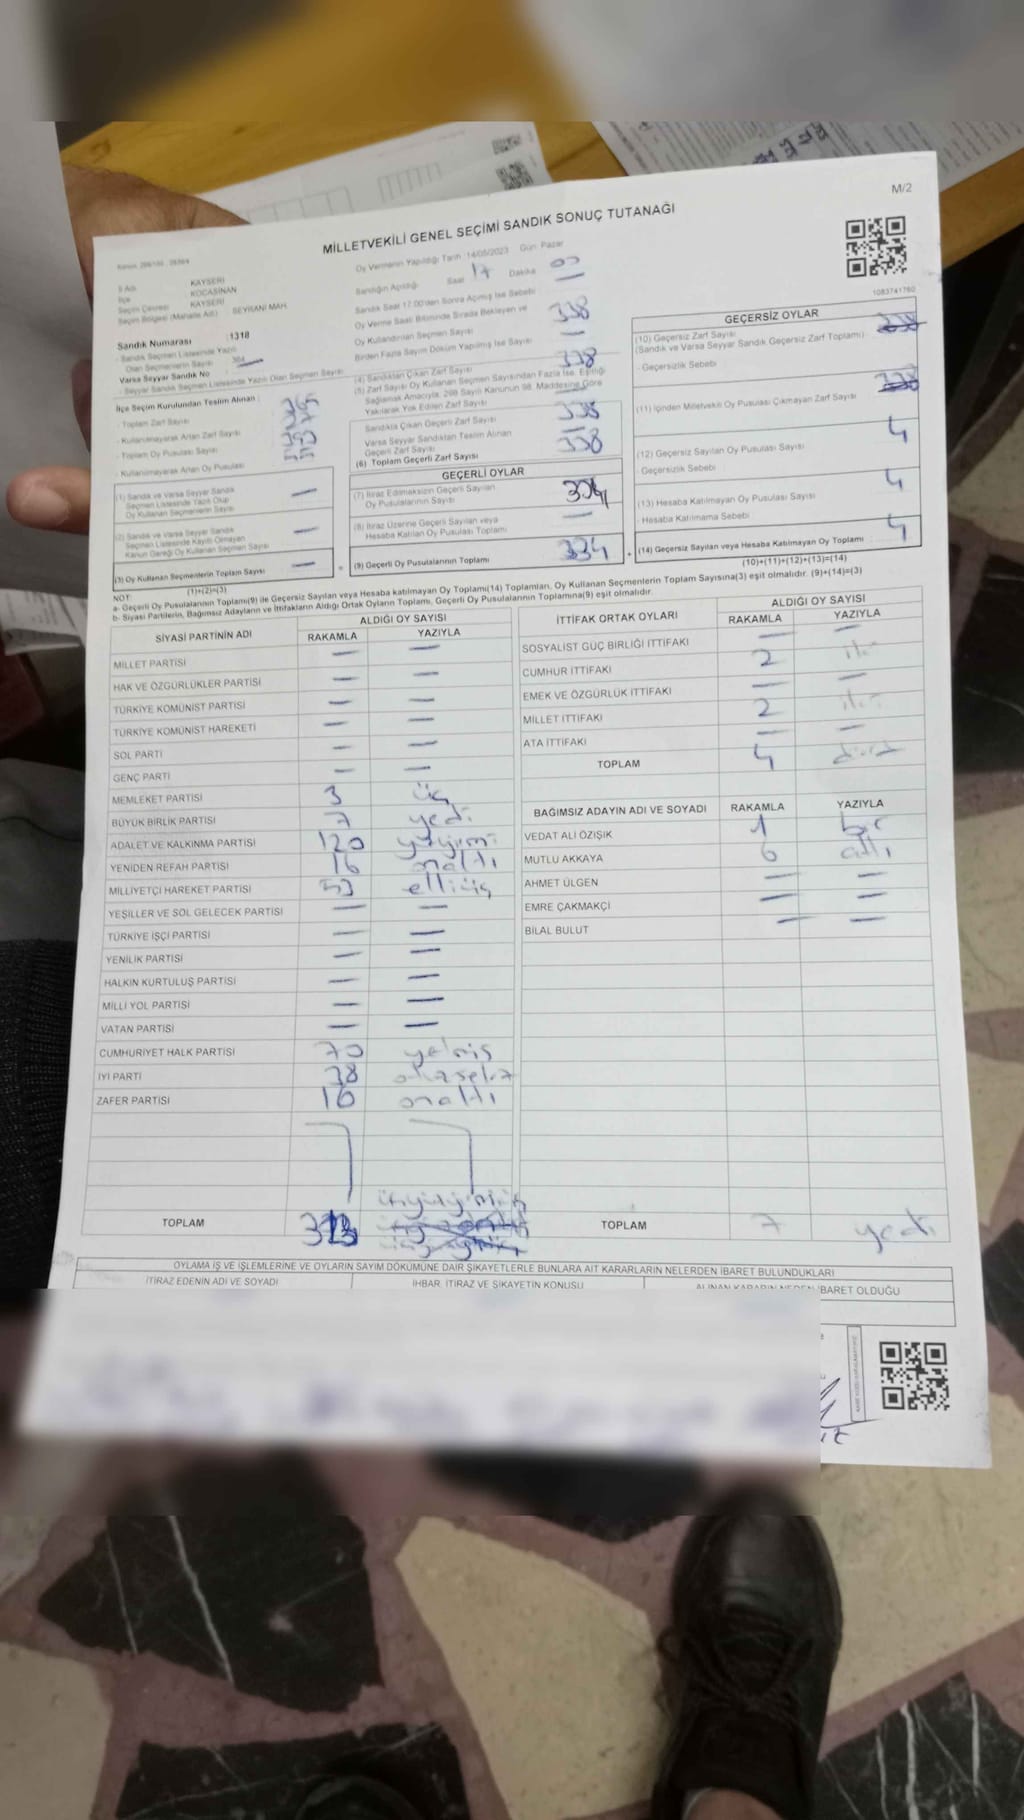 M/2
MİLLETVEKİLİ GENEL SEÇİMİ SANDIK SONUÇ TUTANAĞI
Oy Vermenin Yapıldığı Tarih :14/05/2023 Gün: Pazar
Sandığın Açıldığı Saat 17 Dakika 00
1083741760
İl Adı KAYSERİ
İlçe KOCASİNAN
Seçim Çevresi KAYSERİ
Seçim Bölgesi (Mahalle Adı) SEYRANİ MAH.
Sandık Numarası :1318
- Sandık Seçmen Listesinde Yazılı
Olan Seçmenlerin Sayısı
Varsa Seyyar Sandık No
- Seyyar Sandık Seçmen Listesinde Yazılı Olan Seçmen Sayısı
İlçe Seçim Kurulundan Teslim Alınan :
- Toplam Zarf Sayısı
- Kullanılmayarak Artan Zarf Sayısı
- Toplam Oy Pusulası Sayısı
- Kullanılmayarak Artan Oy Pusulası
(1) Sandık ve Varsa Seyyar Sandık
Seçmen Listesinde Yazılı Olup
Oy Kullanan Seçmen Sayısı —
(2) Sandık ve Varsa Seyyar Sandık
Seçmen Listesinde Kayıtlı Olmayan
Kanun Gereği Oy Kullanan Seçmen Sayısı —
(3) Oy Kullanan Seçmenlerin Toplam Sayısı —
(1)+(2)=(3)
Sandık Saat 17:00'den Sonra Açılmış İse Sebebi —
Oy Verme Saati Bitiminde Sırada Bekleyen ve
Oy Kullandırılan Seçmen Sayısı 338
Birden Fazla Sayım Döküm Yapılmış İse Sayısı —
(4) Sandıktan Çıkan Zarf Sayısı 338
(5) Zarf Sayısı Oy Kullanan Seçmen Sayısından Fazla İse, Eşitliği
Sağlamak Amacıyla, 298 Sayılı Kanunun 98. Maddesine Göre
Yakılarak Yok Edilen Zarf Sayısı —
Sandıkta Çıkan Geçerli Zarf Sayısı 338
Varsa Seyyar Sandıktan Teslim Alınan
Geçerli Zarf Sayısı —
(6) Toplam Geçerli Zarf Sayısı 338
GEÇERLİ OYLAR
(7) İtiraz Edilmeksizin Geçerli Sayılan
Oy Pusulalarının Sayısı 334
(8) İtiraz Üzerine Geçerli Sayılan veya
Hesaba Katılan Oy Pusulası Toplamı —
(9) Geçerli Oy Pusulalarının Toplamı 334
GEÇERSİZ OYLAR
(10) Geçersiz Zarf Sayısı
(Sandık ve Varsa Seyyar Sandık Geçersiz Zarf Toplamı)
- Geçersizlik Sebebi
(11) İçinden Milletvekili Oy Pusulası Çıkmayan Zarf Sayısı
(12) Geçersiz Sayılan Oy Pusulası Sayısı 4
- Geçersizlik Sebebi
(13) Hesaba Katılmayan Oy Pusulası Sayısı 4
- Hesaba Katılmama Sebebi
(14) Geçersiz Sayılan veya Hesaba Katılmayan Oy Toplamı 4
(10)+(11)+(12)+(13)=(14)
NOT:
a- Geçerli Oy Pusulalarının Toplamı(9) ile Geçersiz Sayılan veya Hesaba katılmayan Oy Toplamı(14) Toplamları, Oy Kullanan Seçmenlerin Toplam Sayısına(3) eşit olmalıdır. (9)+(14)=(3)
b- Siyasi Partilerin, Bağımsız Adayların ve İttifakların Aldığı Ortak Oyların Toplamı, Geçerli Oy Pusulalarının Toplamına(9) eşit olmalıdır.
SİYASİ PARTİNİN ADI ALDIĞI OY SAYISI
RAKAMLA YAZIYLA
MİLLET PARTİSİ — —
HAK VE ÖZGÜRLÜKLER PARTİSİ — —
TÜRKİYE KOMÜNİST PARTİSİ — —
TÜRKİYE KOMÜNİST HAREKETİ — —
SOL PARTİ — —
GENÇ PARTİ — —
MEMLEKET PARTİSİ 3 üç
BÜYÜK BİRLİK PARTİSİ 7 yedi
ADALET VE KALKINMA PARTİSİ 120 yüzyirmi
YENİDEN REFAH PARTİSİ 16 onaltı
MİLLİYETÇİ HAREKET PARTİSİ 53 elliüç
YEŞİLLER VE SOL GELECEK PARTİSİ — —
TÜRKİYE İŞÇİ PARTİSİ — —
YENİLİK PARTİSİ — —
HALKIN KURTULUŞ PARTİSİ — —
MİLLİ YOL PARTİSİ — —
VATAN PARTİSİ — —
CUMHURİYET HALK PARTİSİ 70 yetmiş
İYİ PARTİ 38 otuzsekiz
ZAFER PARTİSİ 16 onaltı
TOPLAM 323 üçyüzyirmiüç
İTTİFAK ORTAK OYLARI ALDIĞI OY SAYISI
RAKAMLA YAZIYLA
SOSYALİST GÜÇ BİRLİĞİ İTTİFAKI — —
CUMHUR İTTİFAKI 2 iki
EMEK VE ÖZGÜRLÜK İTTİFAKI — —
MİLLET İTTİFAKI 2 iki
ATA İTTİFAKI — —
TOPLAM 4 dört
BAĞIMSIZ ADAYIN ADI VE SOYADI RAKAMLA YAZIYLA
VEDAT ALİ ÖZIŞIK 1 bir
MUTLU AKKAYA 6 altı
AHMET ÜLGEN — —
EMRE ÇAKMAKÇI — —
BİLAL BULUT — —
TOPLAM 7 yedi
OYLAMA İŞ VE İŞLEMLERİNE VE OYLARIN SAYIM DÖKÜMÜNE DAİR ŞİKAYETLERLE BUNLARA AİT KARARLARIN NELERDEN İBARET BULUNDUKLARI
İTİRAZ EDENİN ADI VE SOYADI İHBAR, İTİRAZ VE ŞİKAYETİN KONUSU ALINAN KARARIN NEDEN İBARET OLDUĞU